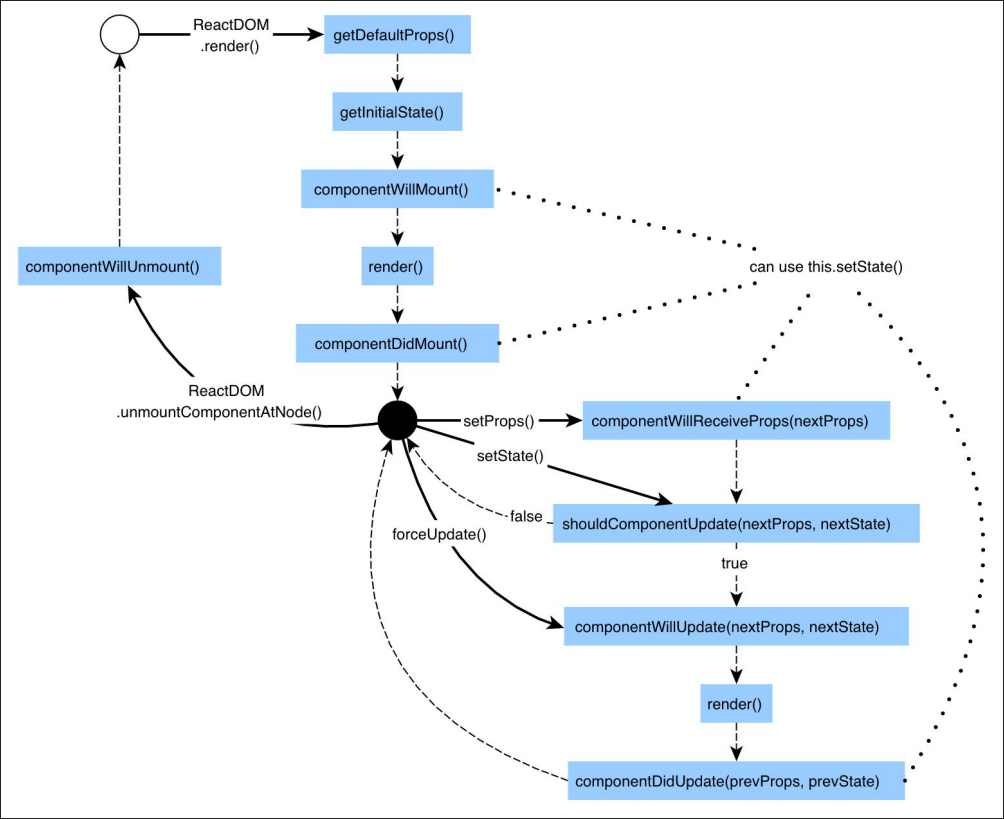 ReactDOM
.render()
getDefaultProps()
getInitialState()
componentWillMount()
componentWillUnmount()
render()
can use this.setState()
componentDidMount()
ReactDOM
.unmountComponentAtNode()
setProps()
componentWillReceiveProps(nextProps)
setState()
false
shouldComponentUpdate(nextProps, nextState)
forceUpdate()
true
componentWillUpdate(nextProps, nextState)
render()
componentDidUpdate(prevProps, prevState)